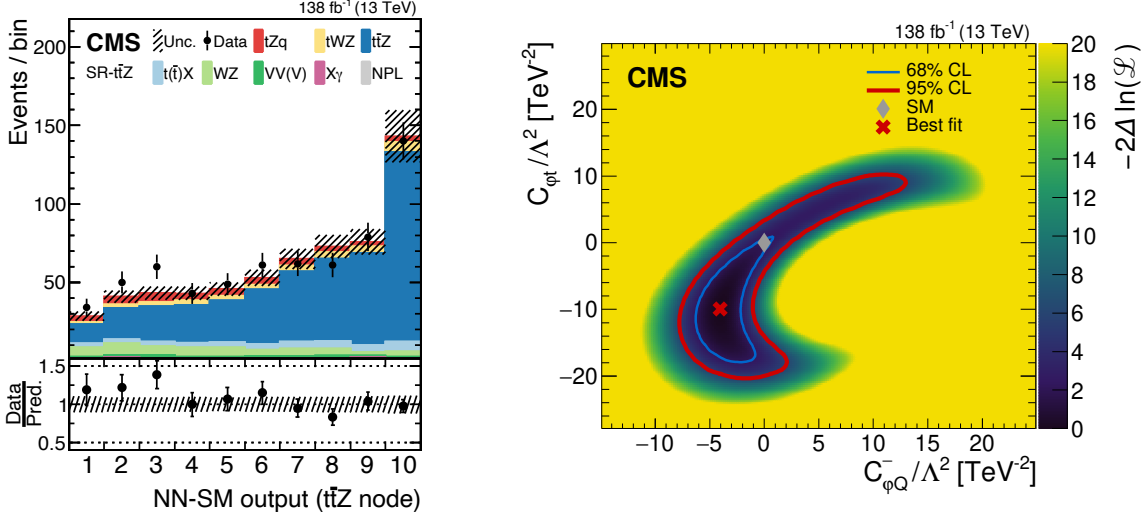 138 fb⁻¹ (13 TeV)
Events / bin
200
150
100
50
CMS
Unc. Data tZq tWZ tt̄Z
SR-tt̄Z t(t̄)X WZ VV(V) Xγ NPL
Data
Pred.
1.5
1
0.5
1 2 3 4 5 6 7 8 9 10
NN-SM output (tt̄Z node)
138 fb⁻¹ (13 TeV)
C_φt/Λ² [TeV⁻²]
20
10
0
−10
−20
CMS
68% CL
95% CL
SM
Best fit
−10 −5 0 5 10 15 20
C⁻_φQ/Λ² [TeV⁻²]
20
18
16
14
12
10
8
6
4
2
0
−2Δ ln(ℒ)